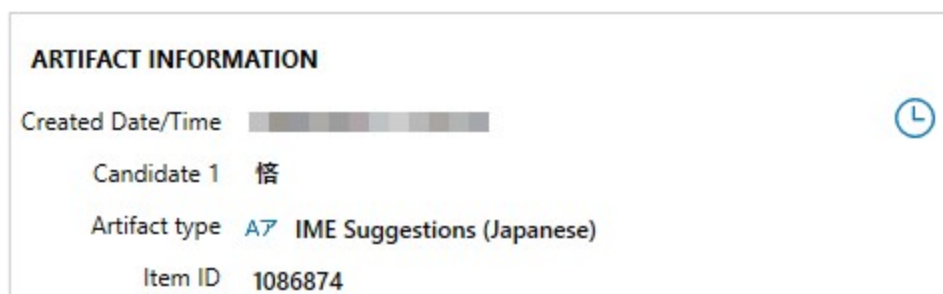 ARTIFACT INFORMATION
Created Date/Time
Candidate 1 悋
Artifact type Aア IME Suggestions (Japanese)
Item ID 1086874